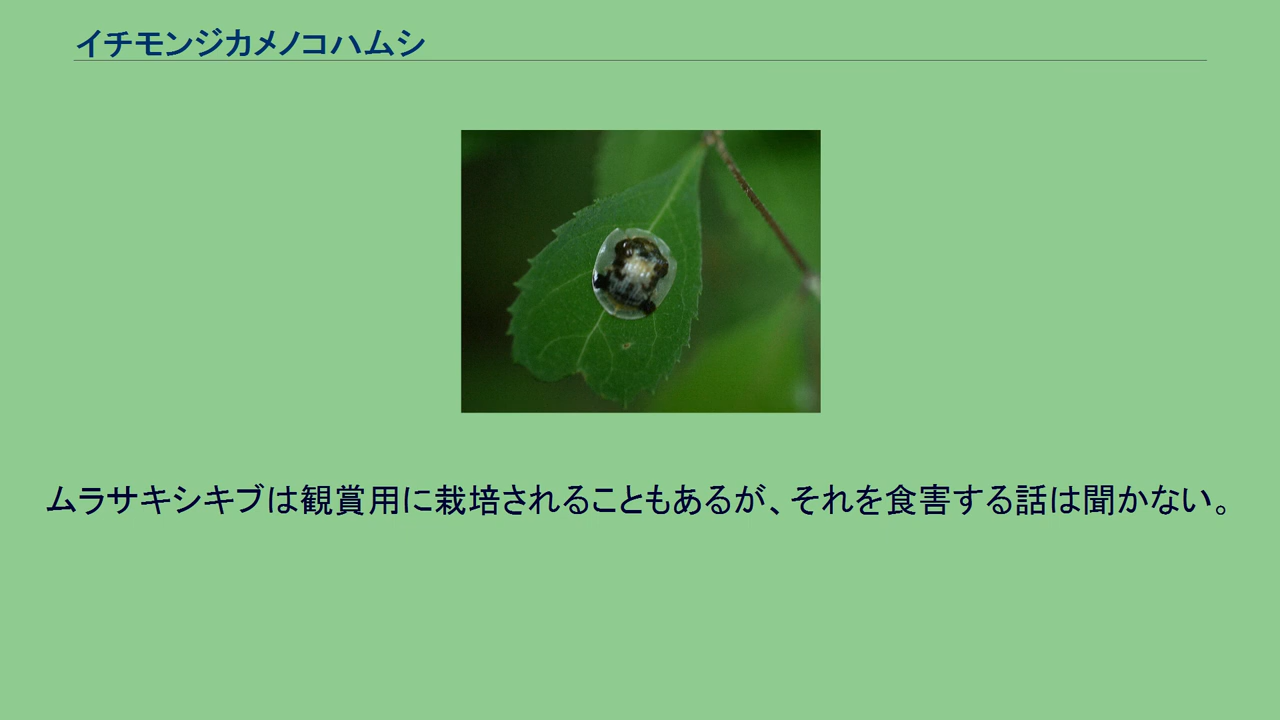 イチモンジカメノコハムシ
ムラサキシキブは観賞用に栽培されることもあるが、それを食害する話は聞かない。